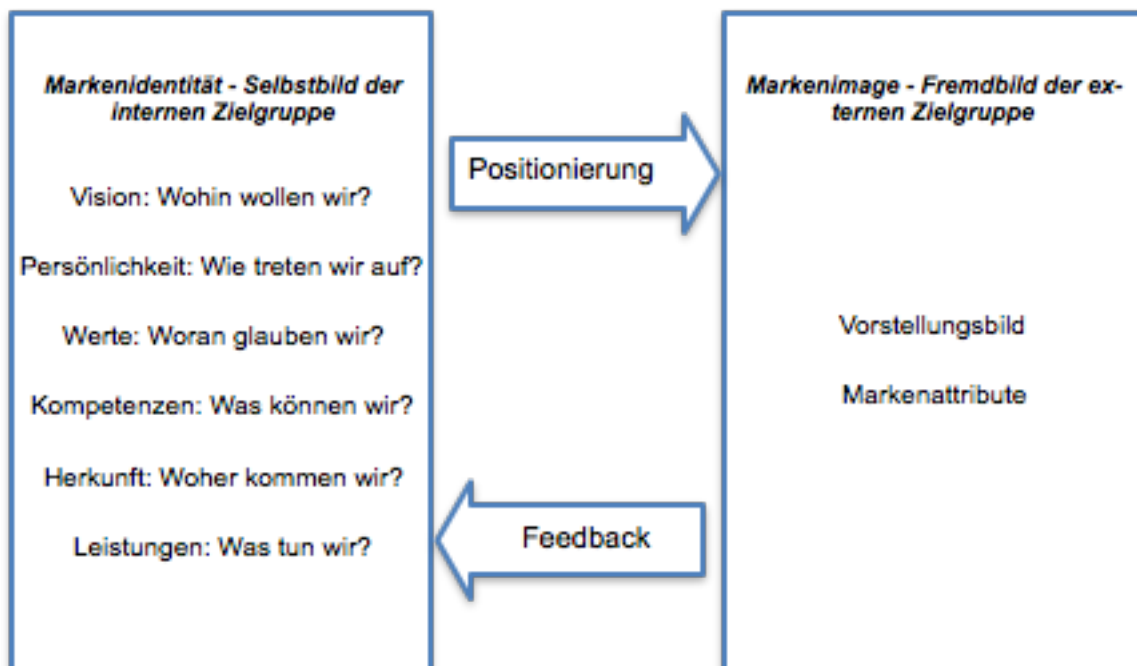 Markenidentität - Selbstbild der
internen Zielgruppe
Vision: Wohin wollen wir?
Persönlichkeit: Wie treten wir auf?
Werte: Woran glauben wir?
Kompetenzen: Was können wir?
Herkunft: Woher kommen wir?
Leistungen: Was tun wir?
Positionierung
Feedback
Markenimage - Fremdbild der ex-
ternen Zielgruppe
Vorstellungsbild
Markenattribute